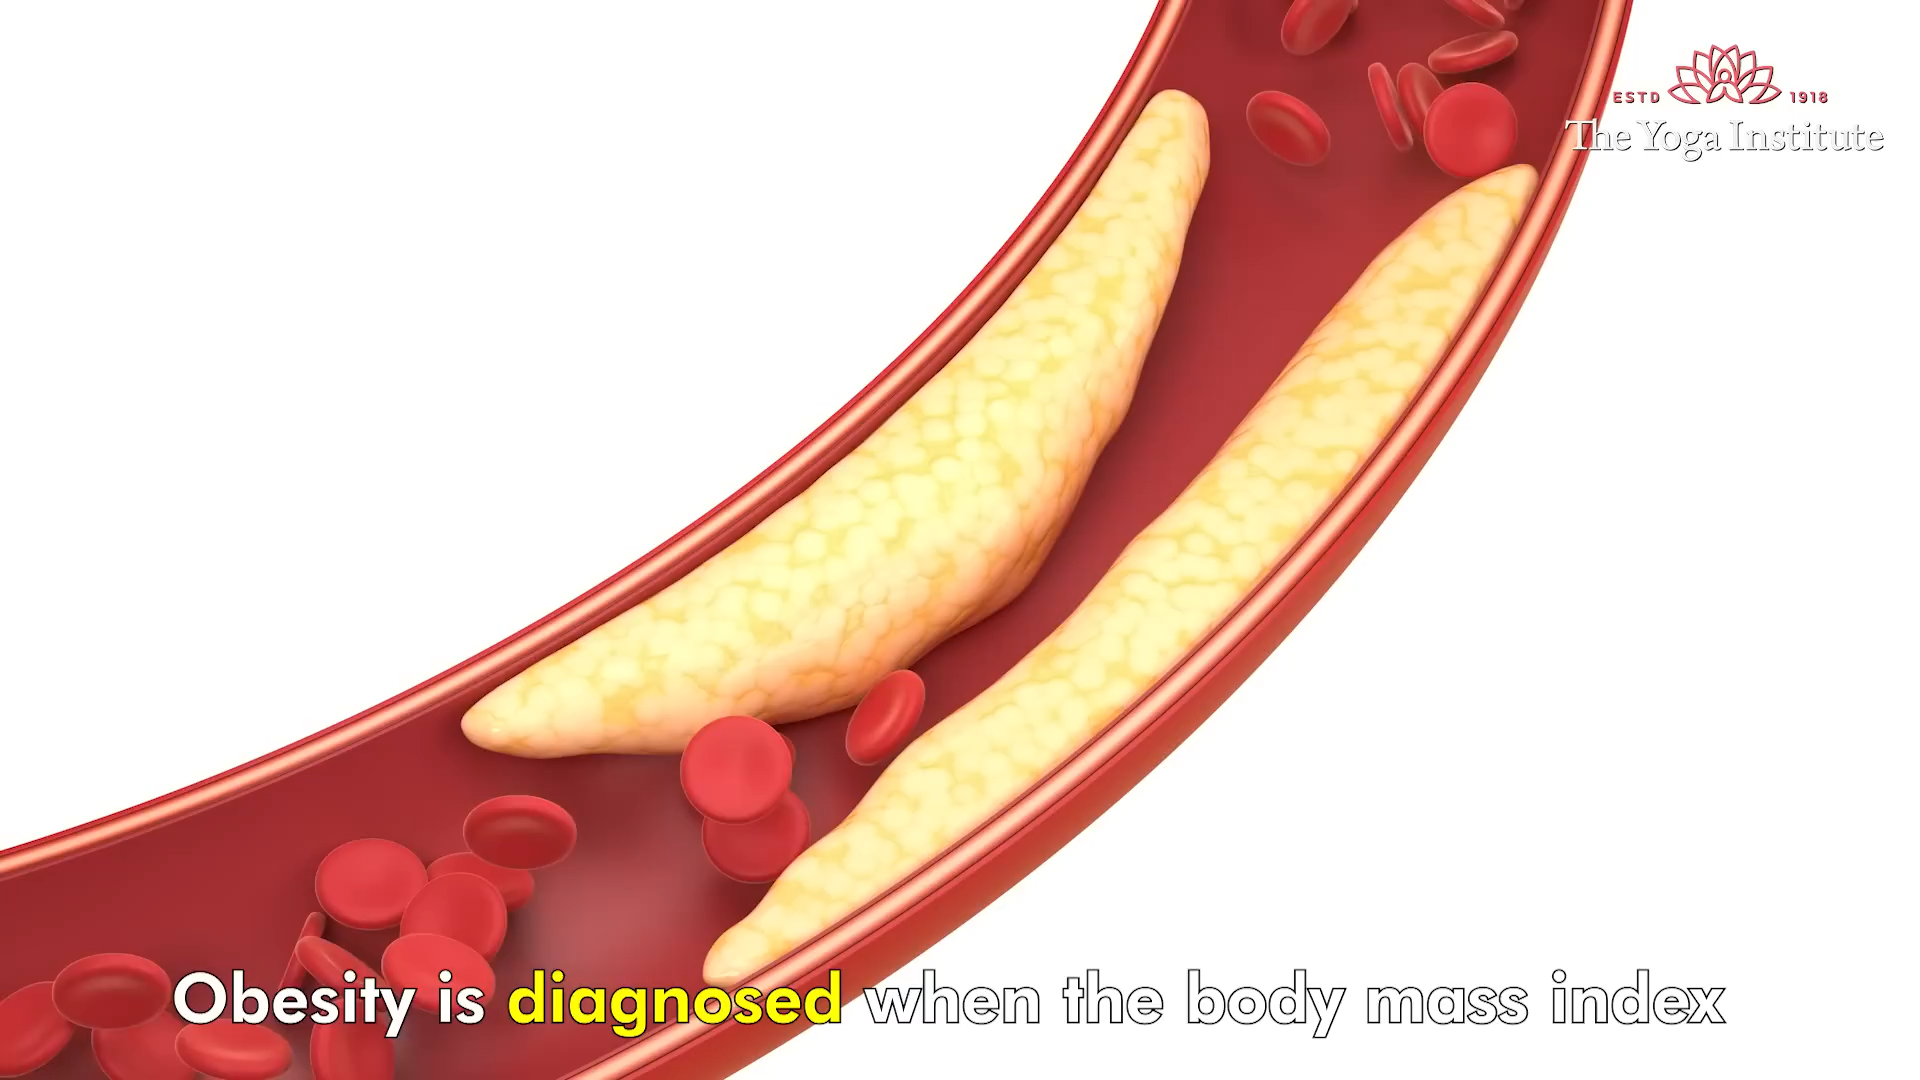 ESTD 1918
The Yoga Institute
Obesity is diagnosed when the body mass index